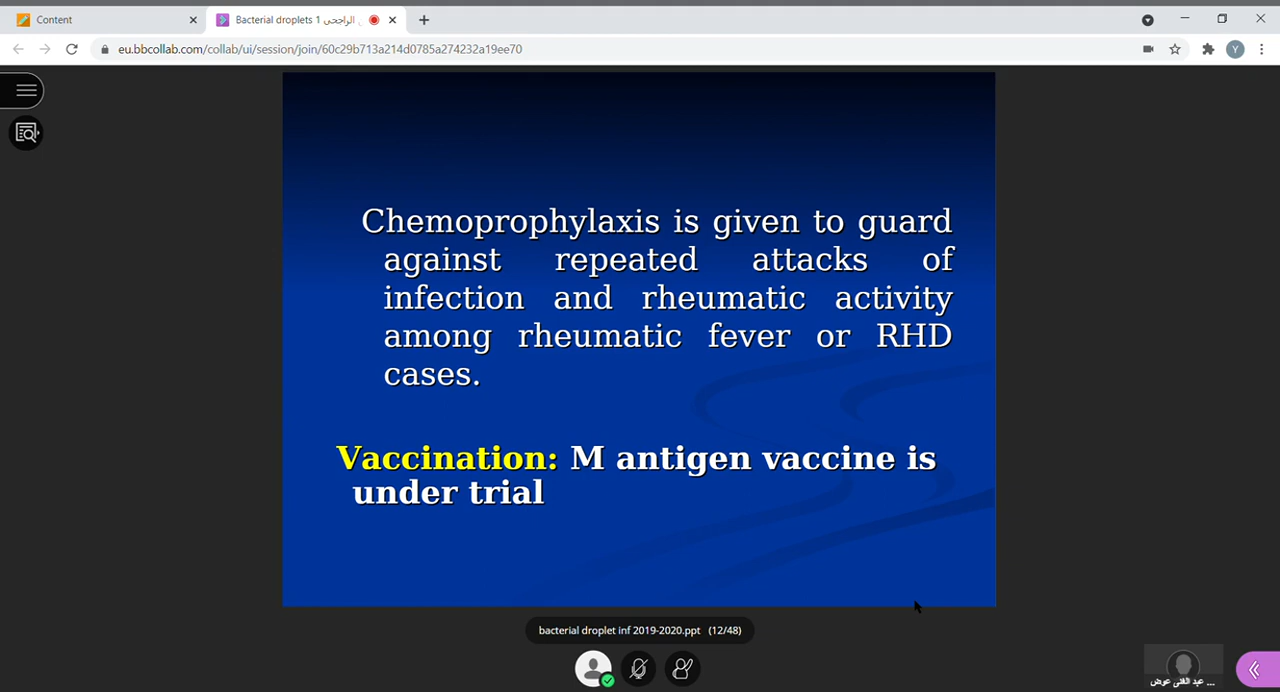 Content
Bacterial droplets 1 الراجحى
eu.bbcollab.com/collab/ui/session/join/60c29b713a214d0785a274232a19ee70
Y
Chemoprophylaxis is given to guard
against repeated attacks of
infection and rheumatic activity
among rheumatic fever or RHD
cases.
Vaccination: M antigen vaccine is
under trial
bacterial droplet inf 2019-2020.ppt (12/48)
عبد الغنى عوض ...